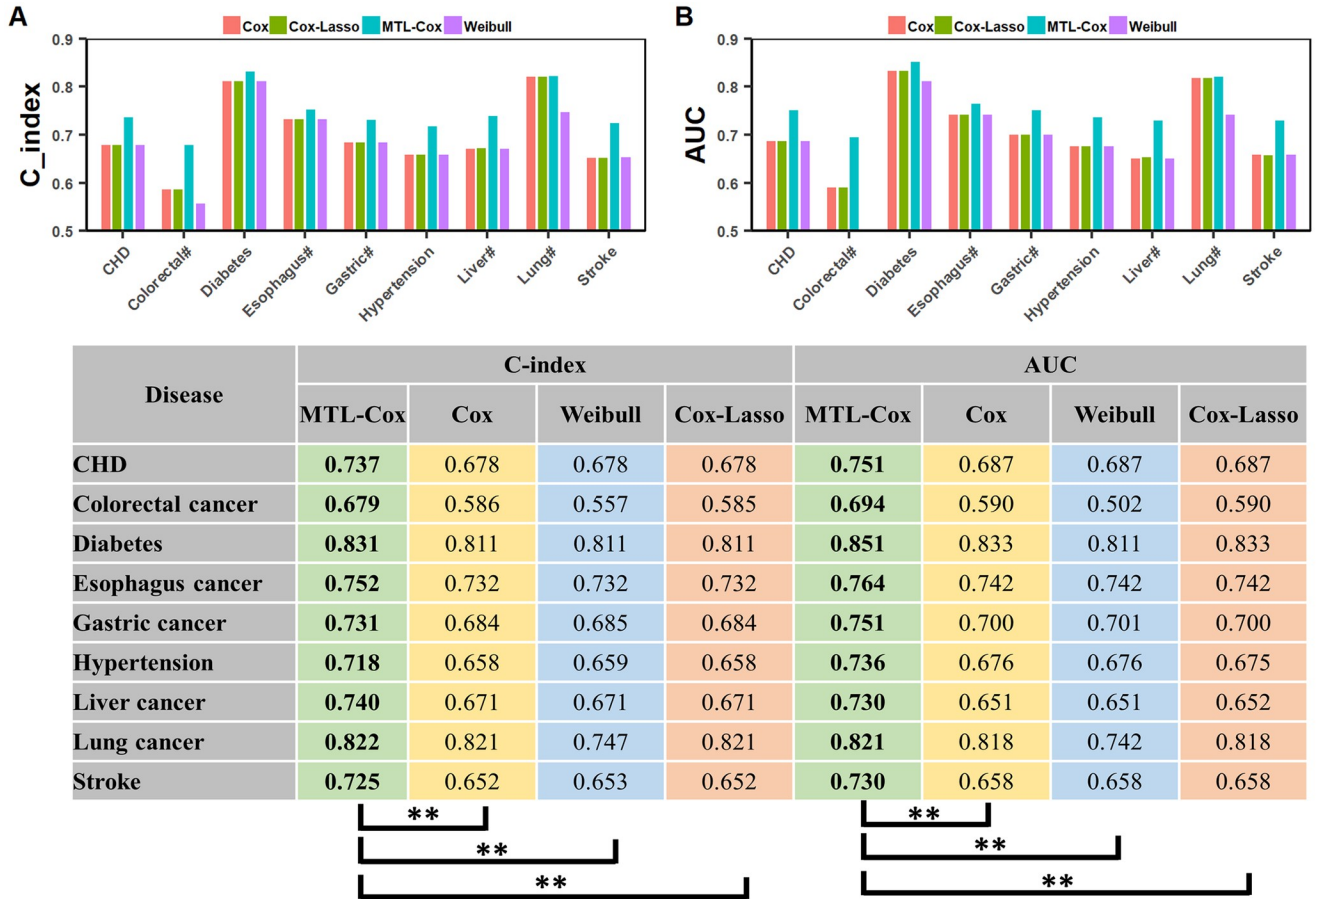 A
Cox Cox-Lasso MTL-Cox Weibull
C_index
0.9
0.8
0.7
0.6
0.5
CHD
Colorectal#
Diabetes
Esophagus#
Gastric#
Hypertension
Liver#
Lung#
Stroke
B
Cox Cox-Lasso MTL-Cox Weibull
AUC
0.9
0.8
0.7
0.6
0.5
CHD
Colorectal#
Diabetes
Esophagus#
Gastric#
Hypertension
Liver#
Lung#
Stroke
Disease C-index AUC
MTL-Cox Cox Weibull Cox-Lasso MTL-Cox Cox Weibull Cox-Lasso
CHD 0.737 0.678 0.678 0.678 0.751 0.687 0.687 0.687
Colorectal cancer 0.679 0.586 0.557 0.585 0.694 0.590 0.502 0.590
Diabetes 0.831 0.811 0.811 0.811 0.851 0.833 0.811 0.833
Esophagus cancer 0.752 0.732 0.732 0.732 0.764 0.742 0.742 0.742
Gastric cancer 0.731 0.684 0.685 0.684 0.751 0.700 0.701 0.700
Hypertension 0.718 0.658 0.659 0.658 0.736 0.676 0.676 0.675
Liver cancer 0.740 0.671 0.671 0.671 0.730 0.651 0.651 0.652
Lung cancer 0.822 0.821 0.747 0.821 0.821 0.818 0.742 0.818
Stroke 0.725 0.652 0.653 0.652 0.730 0.658 0.658 0.658
** **
** **
** **